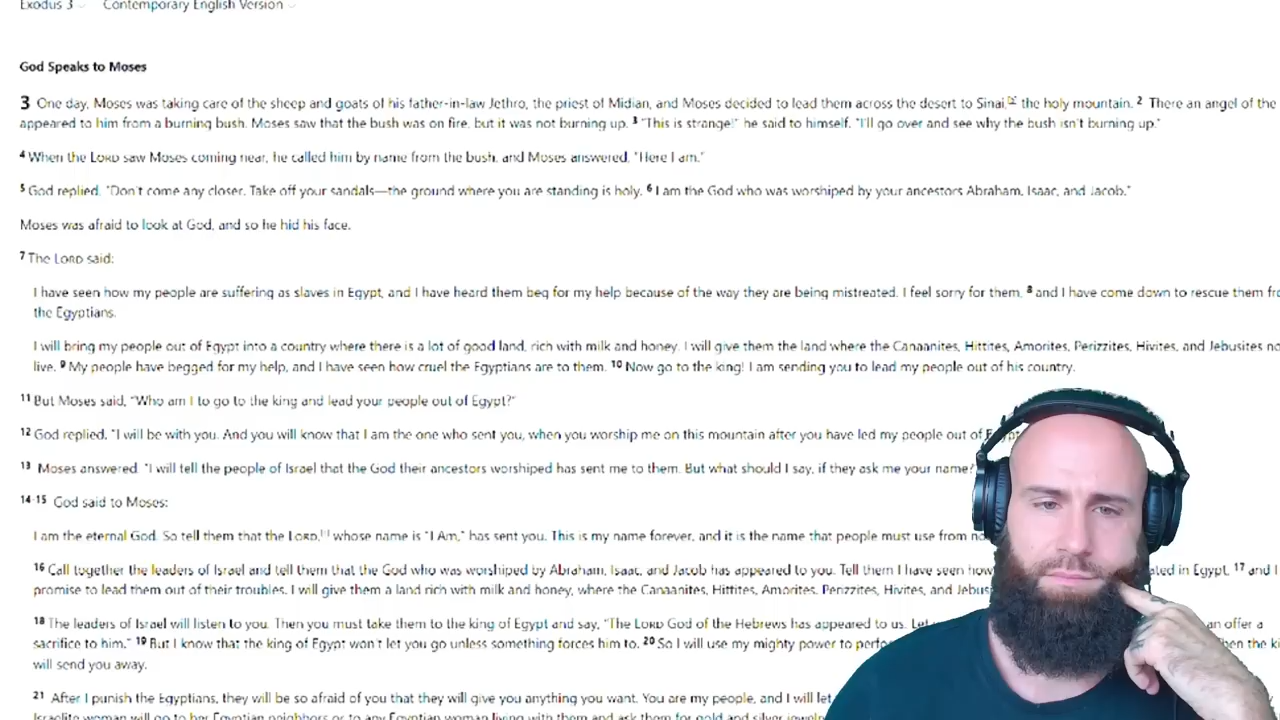 Exodus 3 Contemporary English Version
God Speaks to Moses
3 One day, Moses was taking care of the sheep and goats of his father-in-law Jethro, the priest of Midian, and Moses decided to lead them across the desert to Sinai, the holy mountain. 2 There an angel of the
appeared to him from a burning bush. Moses saw that the bush was on fire, but it was not burning up. 3 "This is strange!" he said to himself. "I'll go over and see why the bush isn't burning up."
4 When the LORD saw Moses coming near, he called him by name from the bush, and Moses answered, "Here I am."
5 God replied, "Don't come any closer. Take off your sandals—the ground where you are standing is holy. 6 I am the God who was worshiped by your ancestors Abraham, Isaac, and Jacob."
Moses was afraid to look at God, and so he hid his face.
7 The LORD said:
I have seen how my people are suffering as slaves in Egypt, and I have heard them beg for my help because of the way they are being mistreated. I feel sorry for them, 8 and I have come down to rescue them
the Egyptians.
I will bring my people out of Egypt into a country where there is a lot of good land, rich with milk and honey. I will give them the land where the Canaanites, Hittites, Amorites, Perizzites, Hivites, and Jebusites
live. 9 My people have begged for my help, and I have seen how cruel the Egyptians are to them. 10 Now go to the king! I am sending you to lead my people out of his country.
11 But Moses said, "Who am I to go to the king and lead your people out of Egypt?"
12 God replied, "I will be with you. And you will know that I am the one who sent you, when you worship me on this mountain after you have led my people out of
13 Moses answered, "I will tell the people of Israel that the God their ancestors worshiped has sent me to them. But what should I say, if they ask me your name?"
14-15 God said to Moses:
I am the eternal God. So tell them that the LORD, whose name is "I Am," has sent you. This is my name forever, and it is the name that people must use from
16 Call together the leaders of Israel and tell them that the God who was worshiped by Abraham, Isaac, and Jacob has appeared to you. Tell them I have seen how in Egypt, 17 and I
promise to lead them out of their troubles. I will give them a land rich with milk and honey, where the Canaanites, Hittites, Amorites, Perizzites, Hivites, and
18 The leaders of Israel will listen to you. Then you must take them to the king of Egypt and say, "The LORD God of the Hebrews has appeared to us. an offer a
sacrifice to him." 19 But I know that the king of Egypt won't let you go unless something forces him to. 20 So I will use my mighty power to
will send you away.
21 After I punish the Egyptians, they will be so afraid of you that they will give you anything you want. You are my people, and I will let
Israelite woman will go to her Egyptian neighbors or to any Egyptian woman living with them and ask them for gold and silver